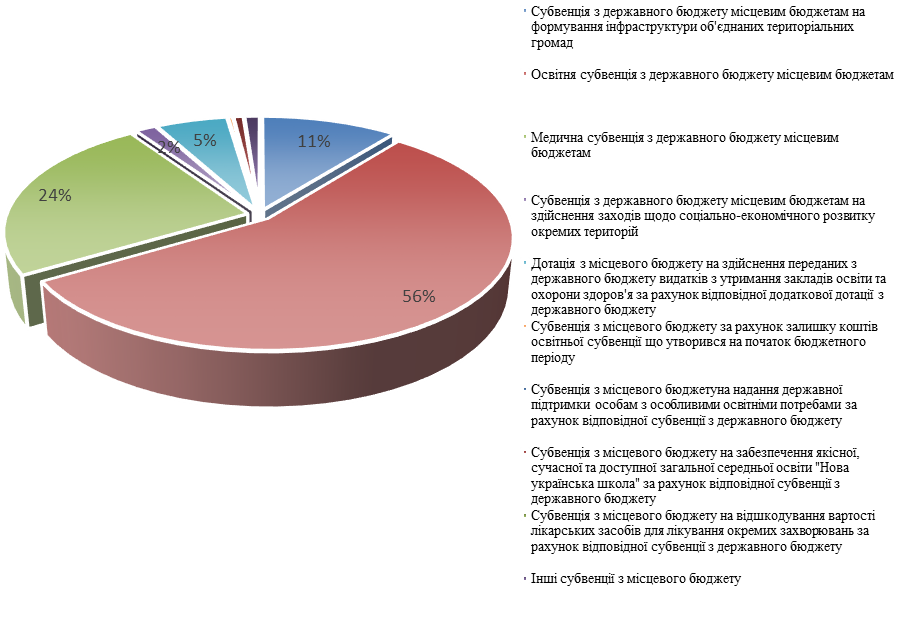 Субвенція з державного бюджету місцевим бюджетам на
формування інфраструктури об'єднаних територіальних
громад
Освітня субвенція з державного бюджету місцевим бюджетам
Медична субвенція з державного бюджету місцевим
бюджетам
Субвенція з державного бюджету місцевим бюджетам на
здійснення заходів щодо соціально-економічного розвитку
окремих територій
Дотація з місцевого бюджету на здійснення переданих з
державного бюджету видатків з утримання закладів освіти та
охорони здоров'я за рахунок відповідної додаткової дотації з
державного бюджету
Субвенція з місцевого бюджету за рахунок залишку коштів
освітньої субвенції що утворився на початок бюджетного
періоду
Субвенція з місцевого бюджетуна надання державної
підтримки особам з особливими освітніми потребами за
рахунок відповідної субвенції з державного бюджету
Субвенція з місцевого бюджету на забезпечення якісної,
сучасної та доступної загальної середньої освіти "Нова
українська школа" за рахунок відповідної субвенції з
державного бюджету
Субвенція з місцевого бюджету на відшкодування вартості
лікарських засобів для лікування окремих захворювань за
рахунок відповідної субвенції з державного бюджету
Інші субвенції з місцевого бюджету
11%
56%
24%
2%
5%